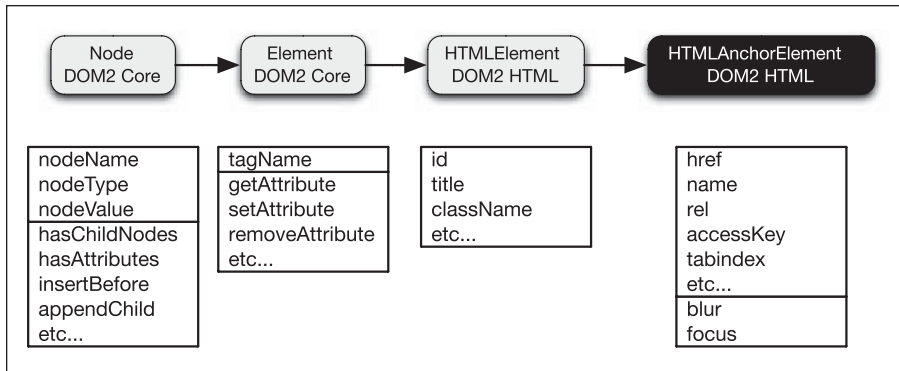 Node
DOM2 Core
Element
DOM2 Core
HTMLElement
DOM2 HTML
HTMLAnchorElement
DOM2 HTML
nodeName
nodeType
nodeValue
hasChildNodes
hasAttributes
insertBefore
appendChild
etc...
tagName
getAttribute
setAttribute
removeAttribute
etc...
id
title
className
etc...
href
name
rel
accessKey
tabindex
etc...
blur
focus